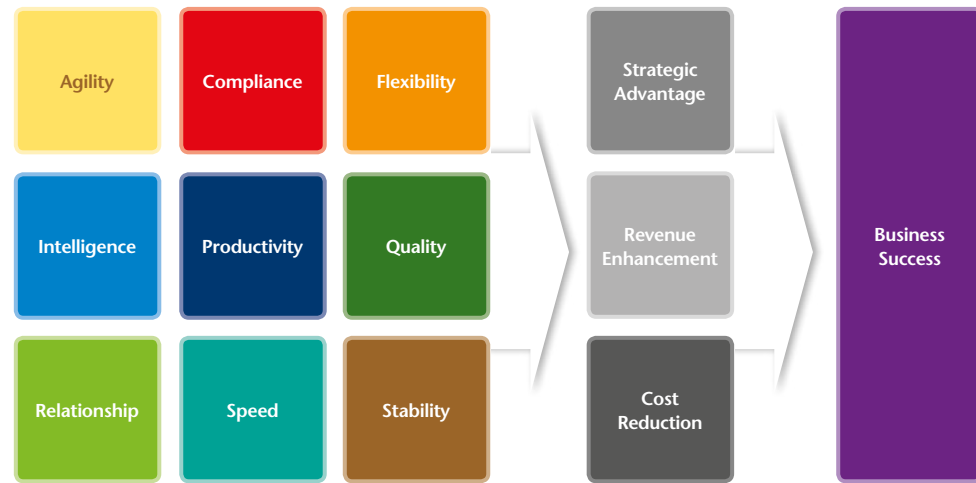 Agility
Compliance
Flexibility
Strategic
Advantage
Intelligence
Productivity
Quality
Revenue
Enhancement
Business
Success
Relationship
Speed
Stability
Cost
Reduction